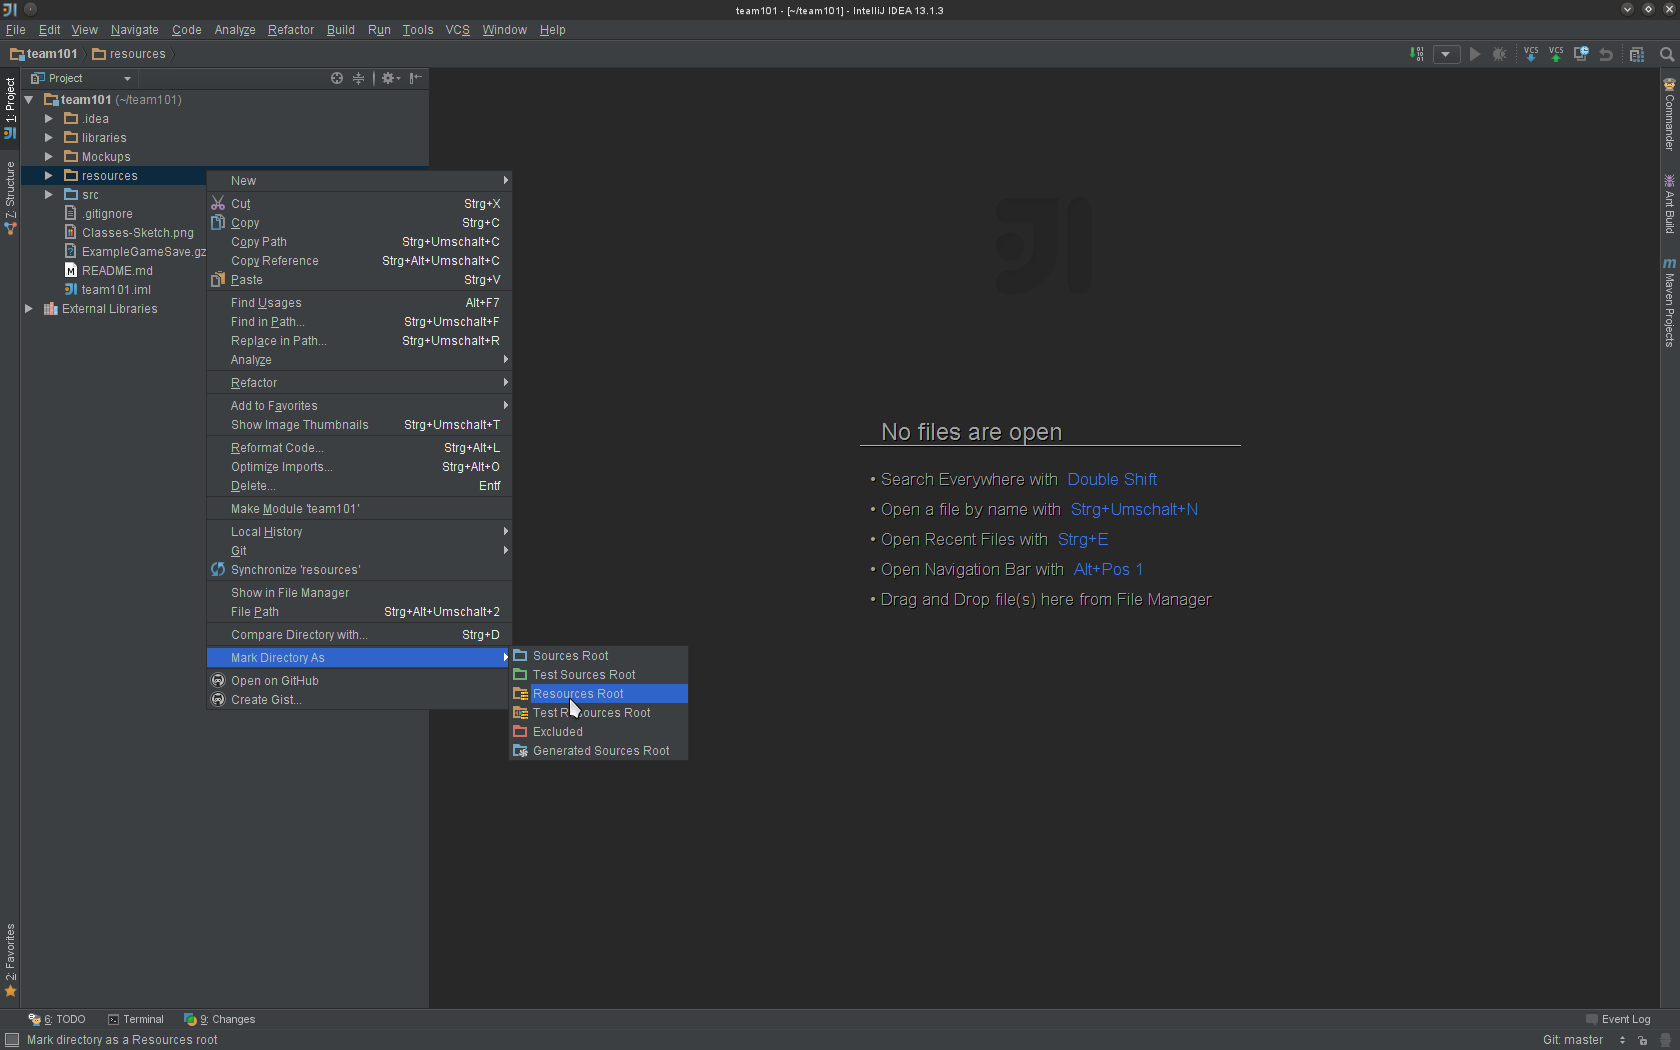 team101 - [~/team101] - IntelliJ IDEA 13.1.3
File Edit View Navigate Code Analyze Refactor Build Run Tools VCS Window Help
team101 resources
VCS VCS
Project
1: Project
7: Structure
2: Favorites
team101 (~/team101)
.idea
libraries
Mockups
resources
src
.gitignore
Classes-Sketch.png
ExampleGameSave.gz
README.md
team101.iml
External Libraries
New
Cut Strg+X
Copy Strg+C
Copy Path Strg+Umschalt+C
Copy Reference Strg+Alt+Umschalt+C
Paste Strg+V
Find Usages Alt+F7
Find in Path... Strg+Umschalt+F
Replace in Path... Strg+Umschalt+R
Analyze
Refactor
Add to Favorites
Show Image Thumbnails Strg+Umschalt+T
Reformat Code... Strg+Alt+L
Optimize Imports... Strg+Alt+O
Delete... Entf
Make Module 'team101'
Local History
Git
Synchronize 'resources'
Show in File Manager
File Path Strg+Alt+Umschalt+2
Compare Directory with... Strg+D
Mark Directory As
Open on GitHub
Create Gist...
Sources Root
Test Sources Root
Resources Root
Test Resources Root
Excluded
Generated Sources Root
No files are open
• Search Everywhere with Double Shift
• Open a file by name with Strg+Umschalt+N
• Open Recent Files with Strg+E
• Open Navigation Bar with Alt+Pos 1
• Drag and Drop file(s) here from File Manager
Commander
Ant Build
Maven Projects
6: TODO Terminal 9: Changes Event Log
Mark directory as a Resources root Git: master